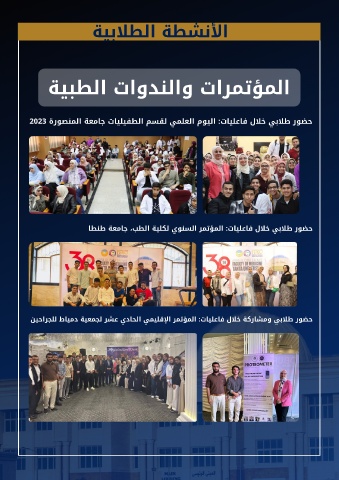 الأنشطة الطلابية
المؤتمرات والندوات الطبية
حضور طلابي خلال فاعليات: اليوم العلمي لقسم الطفيليات جامعة المنصورة 2023
حضور طلابي خلال فاعليات: المؤتمر السنوي لكلية الطب، جامعة طنطا
حضور طلابي ومشاركة خلال فاعليات: المؤتمر الإقليمي الحادي عشر لجمعية دمياط للجراحين